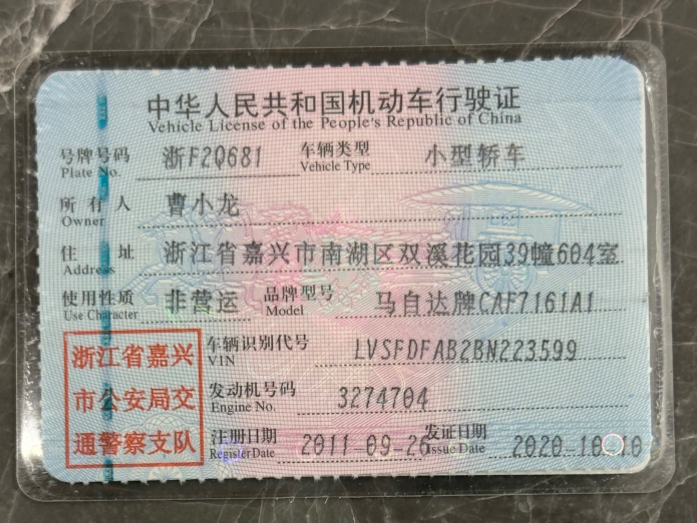 中华人民共和国机动车行驶证
Vehicle License of the People's Republic of China
号牌号码 浙F2Q681 车辆类型 小型轿车
Plate No. Vehicle Type
所有人 曹小龙
Owner
住址 浙江省嘉兴市南湖区双溪花园39幢604室
Address
使用性质 非营运 品牌型号 马自达牌CAF7161A1
Use Character Model
浙江省嘉兴
市公安局交
通警察支队
车辆识别代号 LVSFDFAB2BN223599
VIN
发动机号码 3274704
Engine No.
注册日期 2011-09-26 发证日期 2020-10-10
Register Date Issue Date